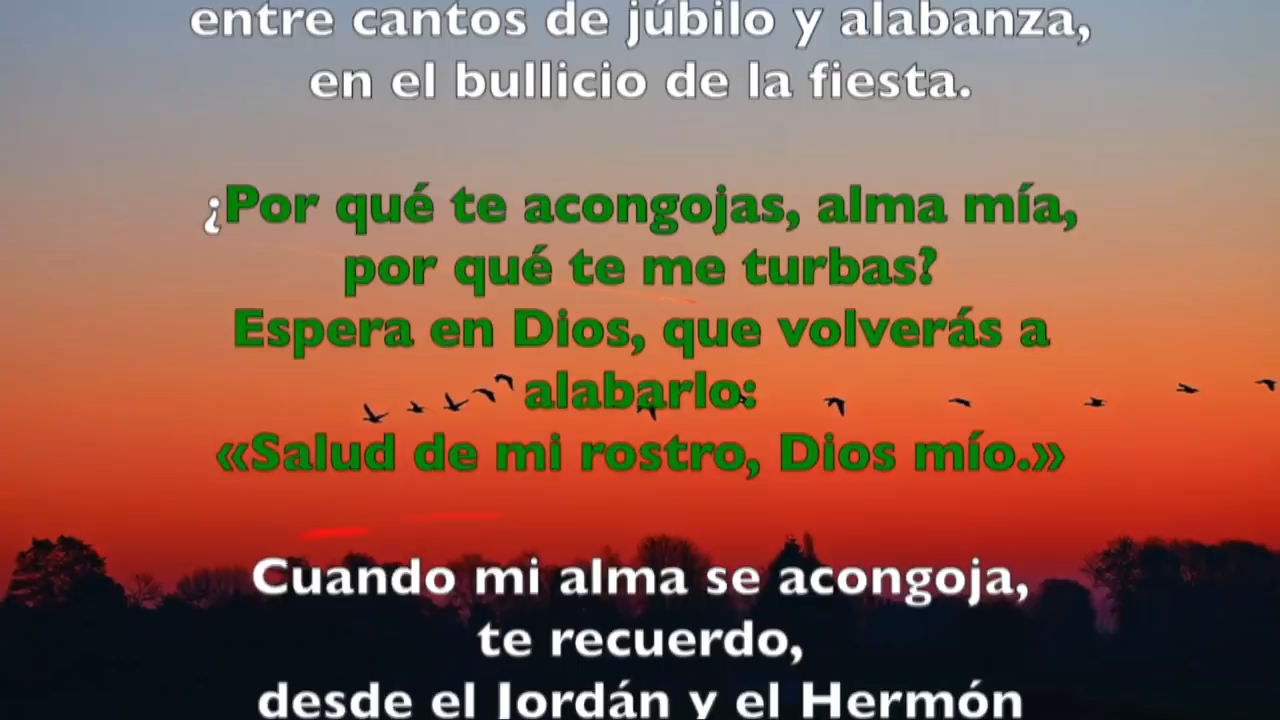 entre cantos de júbilo y alabanza,
en el bullicio de la fiesta.
¿Por qué te acongojas, alma mía,
por qué te me turbas?
Espera en Dios, que volverás a
alabarlo:
«Salud de mi rostro, Dios mío.»
Cuando mi alma se acongoja,
te recuerdo,
desde el Jordán y el Hermón